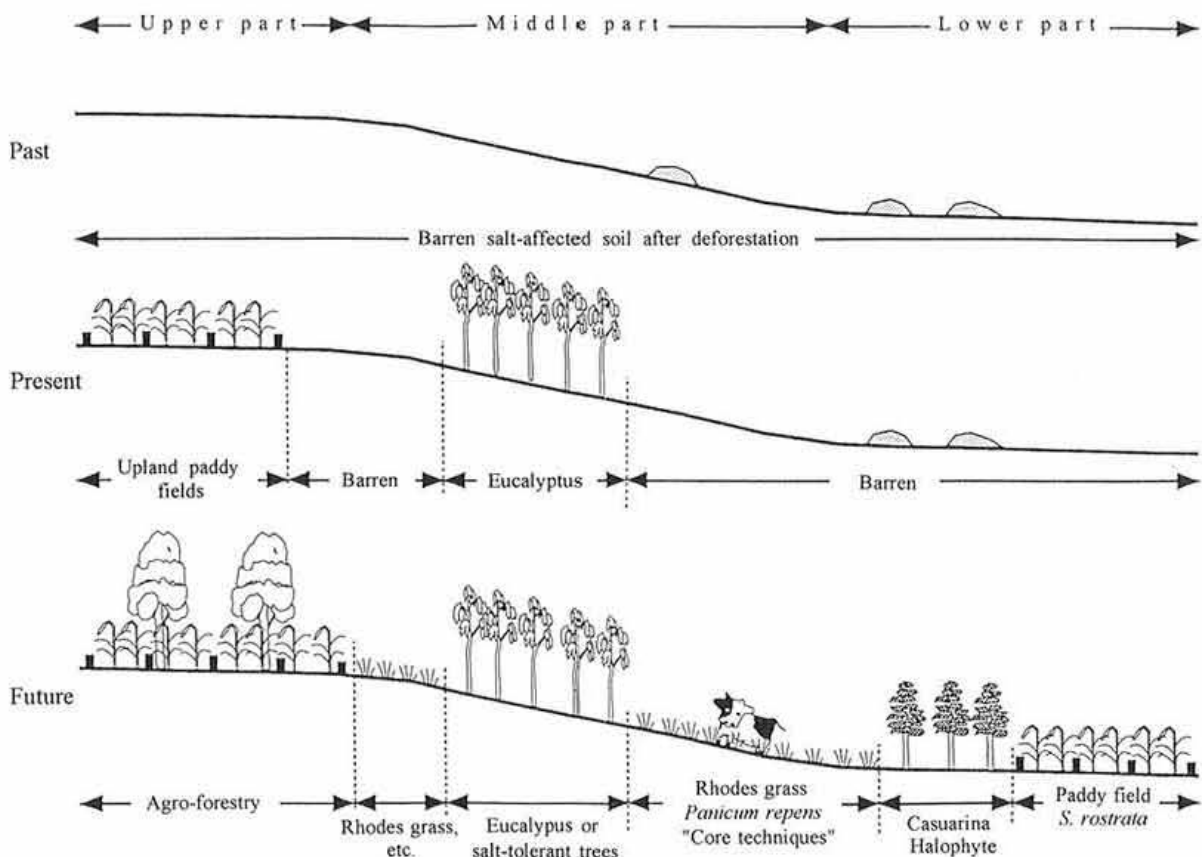 Upper part
Middle part
Lower part
Past
Barren salt-affected soil after deforestation
Present
Upland paddy
fields
Barren
Eucalyptus
Barren
Future
Agro-forestry
Rhodes grass,
etc.
Eucalypus or
salt-tolerant trees
Rhodes grass
Panicum repens
"Core techniques"
Casuarina
Halophyte
Paddy field
S. rostrata